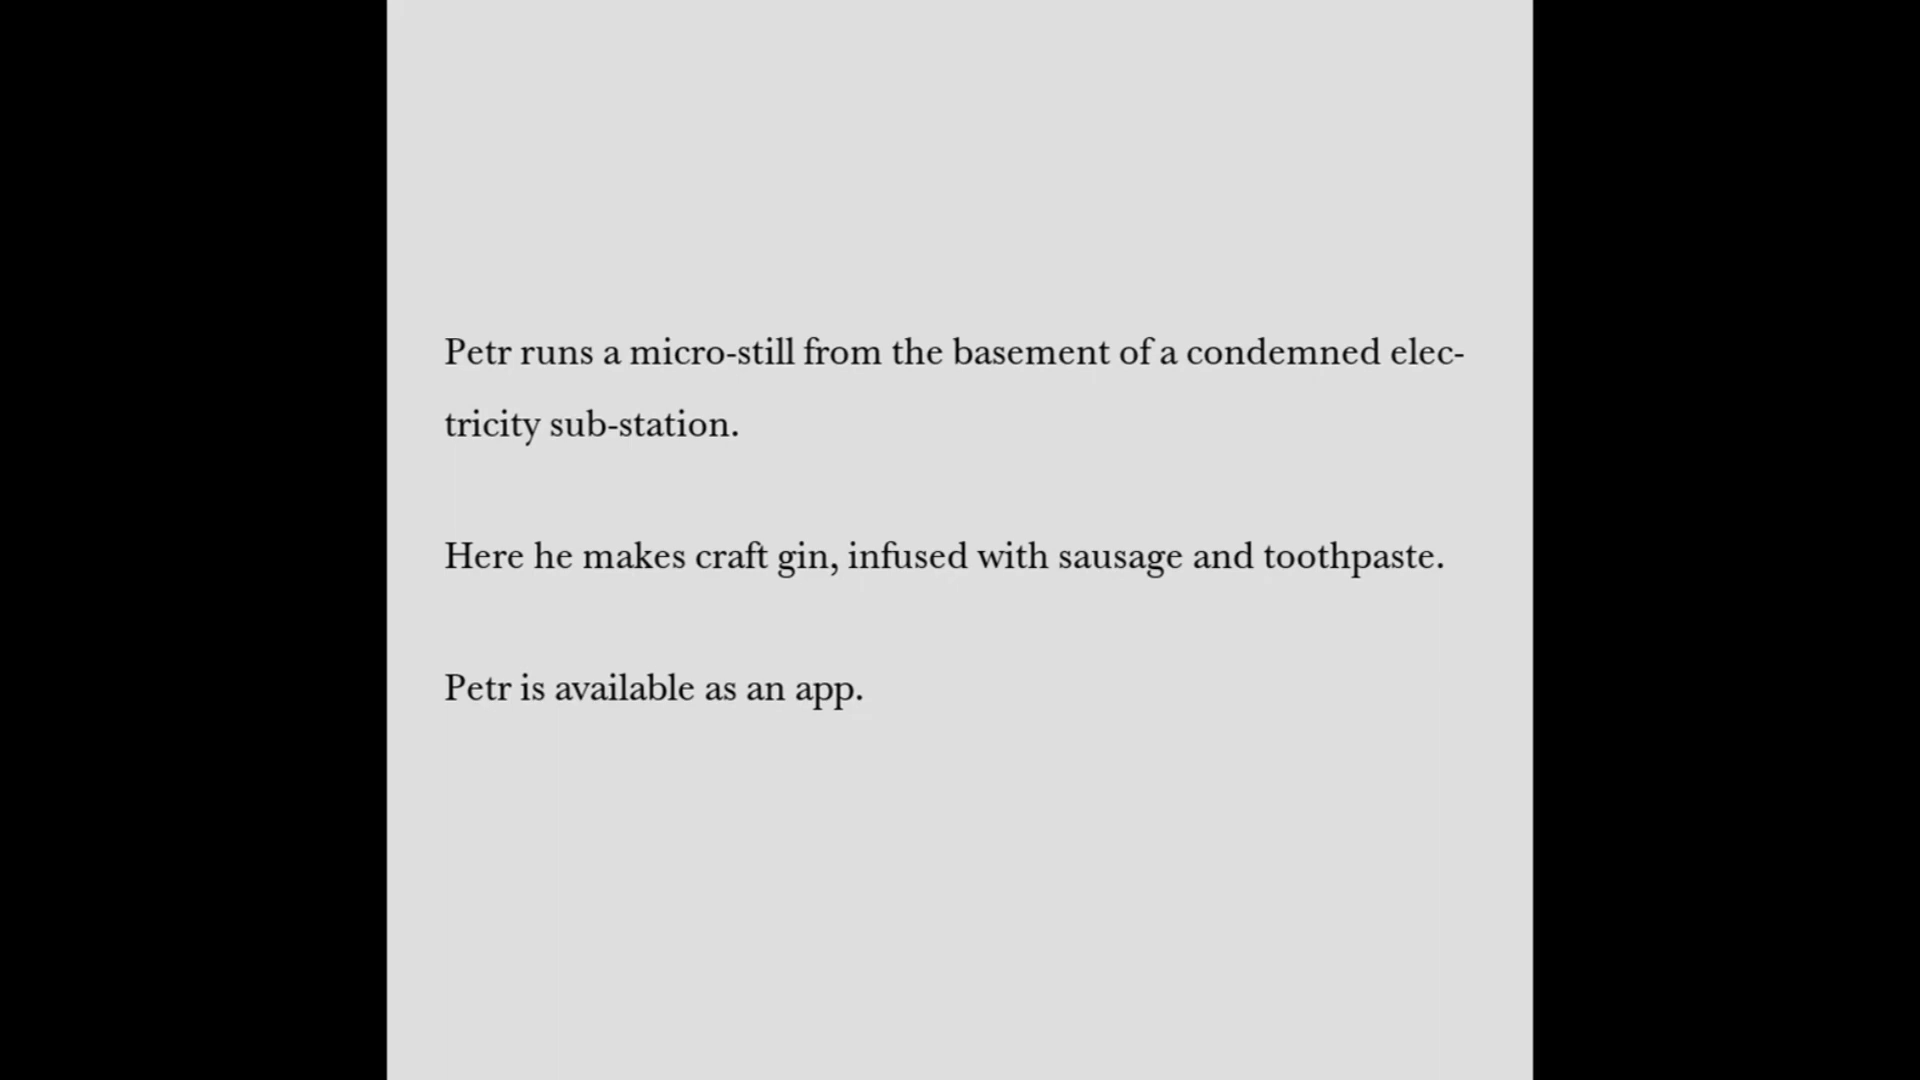 Petr runs a micro-still from the basement of a condemned elec-
tricity sub-station.
Here he makes craft gin, infused with sausage and toothpaste.
Petr is available as an app.